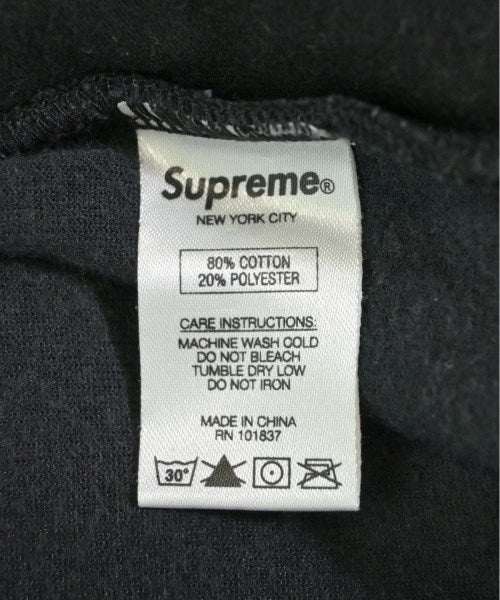 Supreme®
NEW YORK CITY
80% COTTON
20% POLYESTER
CARE INSTRUCTIONS:
MACHINE WASH COLD
DO NOT BLEACH
TUMBLE DRY LOW
DO NOT IRON
MADE IN CHINA
RN 101837
30°